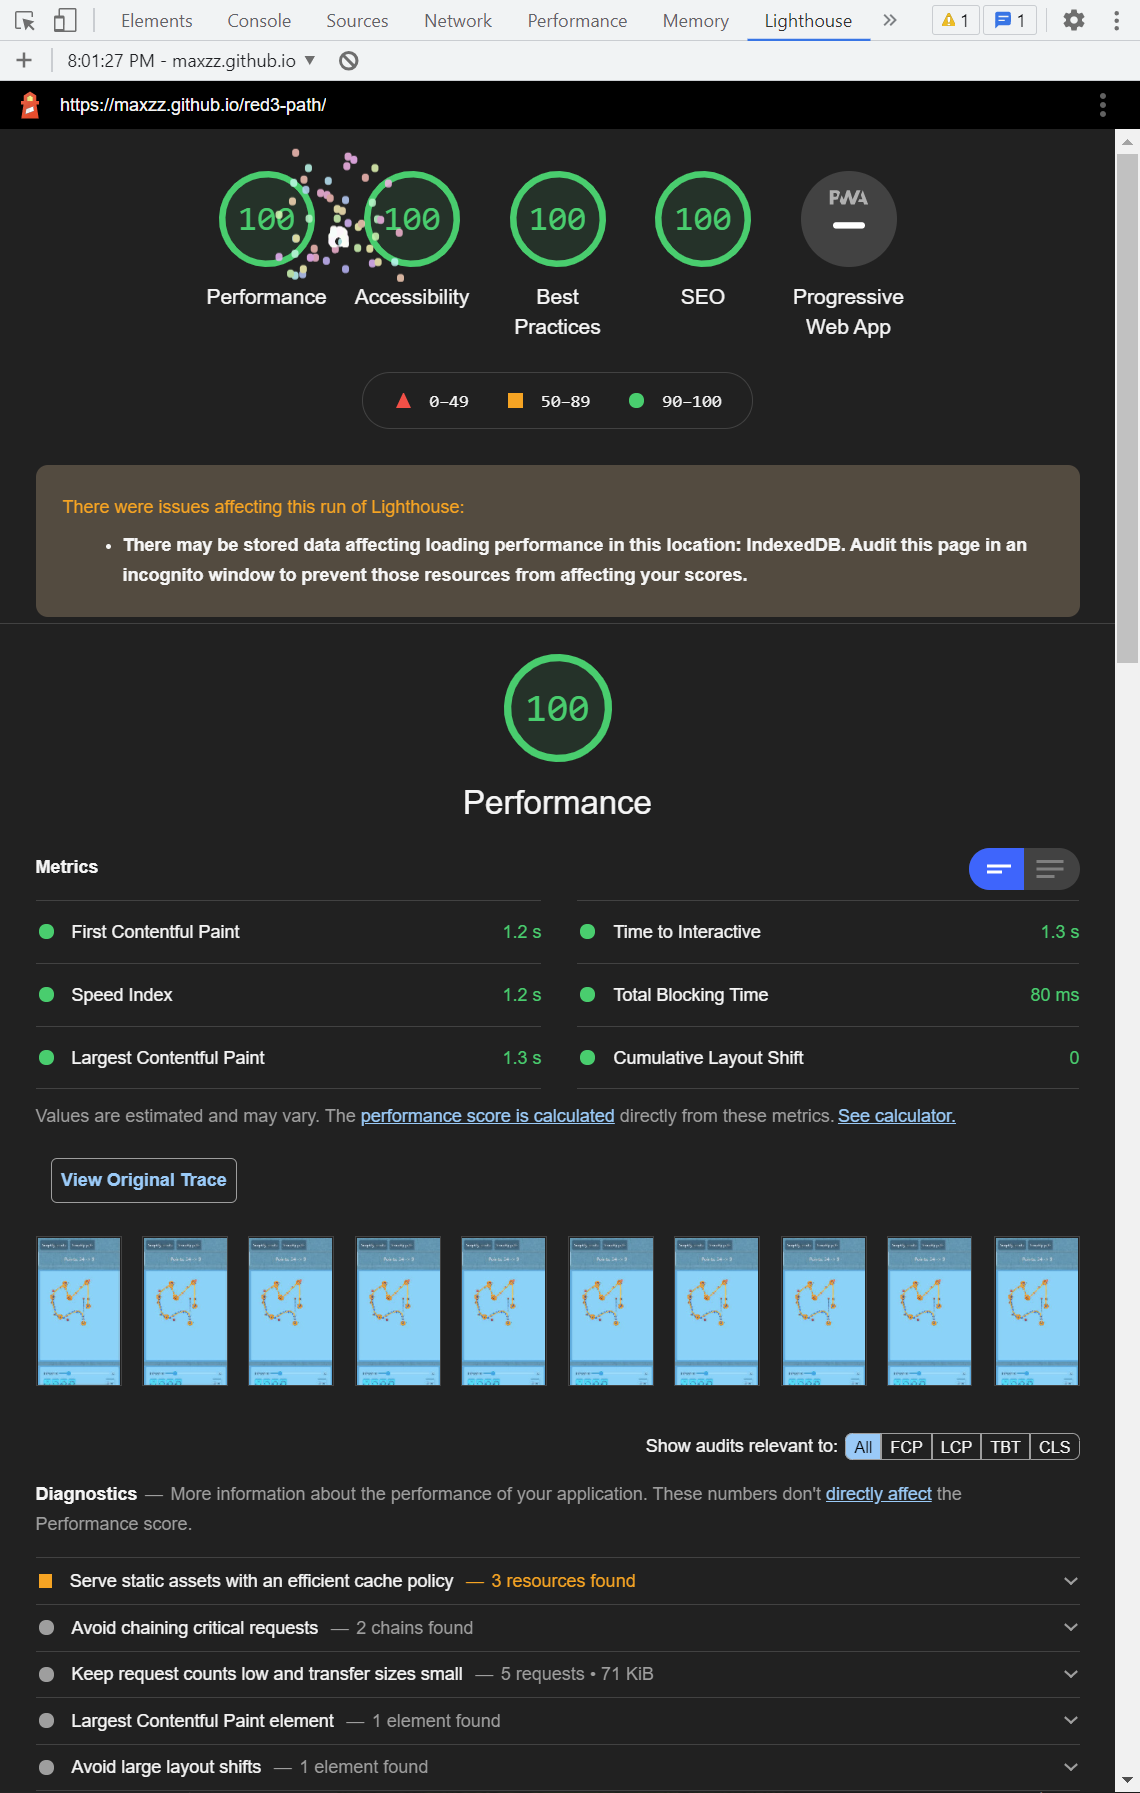 Elements Console Sources Network Performance Memory Lighthouse » 1 1
8:01:27 PM - maxzz.github.io
https://maxzz.github.io/red3-path/
100 100 100 100 PWA
Performance Accessibility Best Practices SEO Progressive Web App
0–49 50–89 90–100
There were issues affecting this run of Lighthouse:
• There may be stored data affecting loading performance in this location: IndexedDB. Audit this page in an
incognito window to prevent those resources from affecting your scores.
100
Performance
Metrics
First Contentful Paint 1.2 s
Time to Interactive 1.3 s
Speed Index 1.2 s
Total Blocking Time 80 ms
Largest Contentful Paint 1.3 s
Cumulative Layout Shift 0
Values are estimated and may vary. The performance score is calculated directly from these metrics. See calculator.
View Original Trace
Show audits relevant to: All FCP LCP TBT CLS
Diagnostics — More information about the performance of your application. These numbers don't directly affect the
Performance score.
Serve static assets with an efficient cache policy — 3 resources found
Avoid chaining critical requests — 2 chains found
Keep request counts low and transfer sizes small — 5 requests • 71 KiB
Largest Contentful Paint element — 1 element found
Avoid large layout shifts — 1 element found